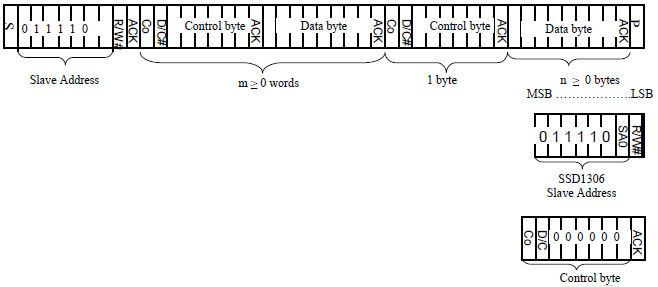 S 0 1 1 1 1 0 R/W# ACK Co D/C# Control byte ACK Data byte ACK Co D/C# Control byte ACK Data byte ACK P
Slave Address
m ≥ 0 words
1 byte
n ≥ 0 bytes
MSB ……………….LSB
0 1 1 1 1 0 SA0 R/W#
SSD1306
Slave Address
Co D/C 0 0 0 0 0 0 ACK
Control byte